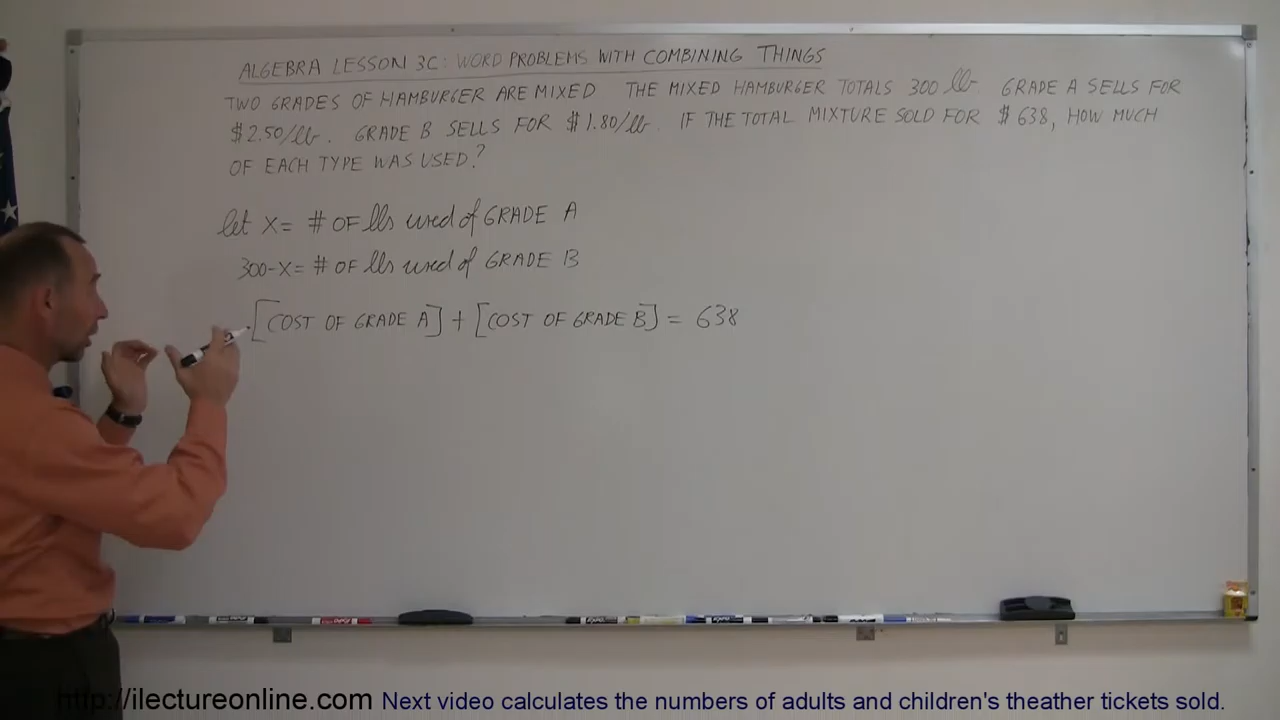 ALGEBRA LESSON 3C: WORD PROBLEMS WITH COMBINING THINGS
TWO GRADES OF HAMBURGER ARE MIXED THE MIXED HAMBURGER TOTALS 300 lb. GRADE A SELLS FOR
$2.50/lb. GRADE B SELLS FOR $1.80/lb. IF THE TOTAL MIXTURE SOLD FOR $638, HOW MUCH
OF EACH TYPE WAS USED?
let X = # OF lbs used of GRADE A
300-X = # OF lbs used of GRADE B
[COST OF GRADE A] + [COST OF GRADE B] = 638
http://ilectureonline.com Next video calculates the numbers of adults and children's theather tickets sold.